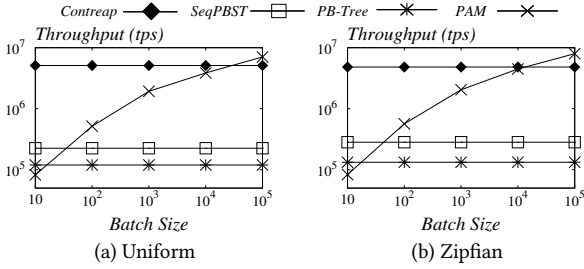 Contreap SeqPBST PB-Tree PAM
Throughput (tps) Throughput (tps)
10^7 10^7
10^6 10^6
10^5 10^5
10 10^2 10^3 10^4 10^5 10 10^2 10^3 10^4 10^5
Batch Size Batch Size
(a) Uniform (b) Zipfian